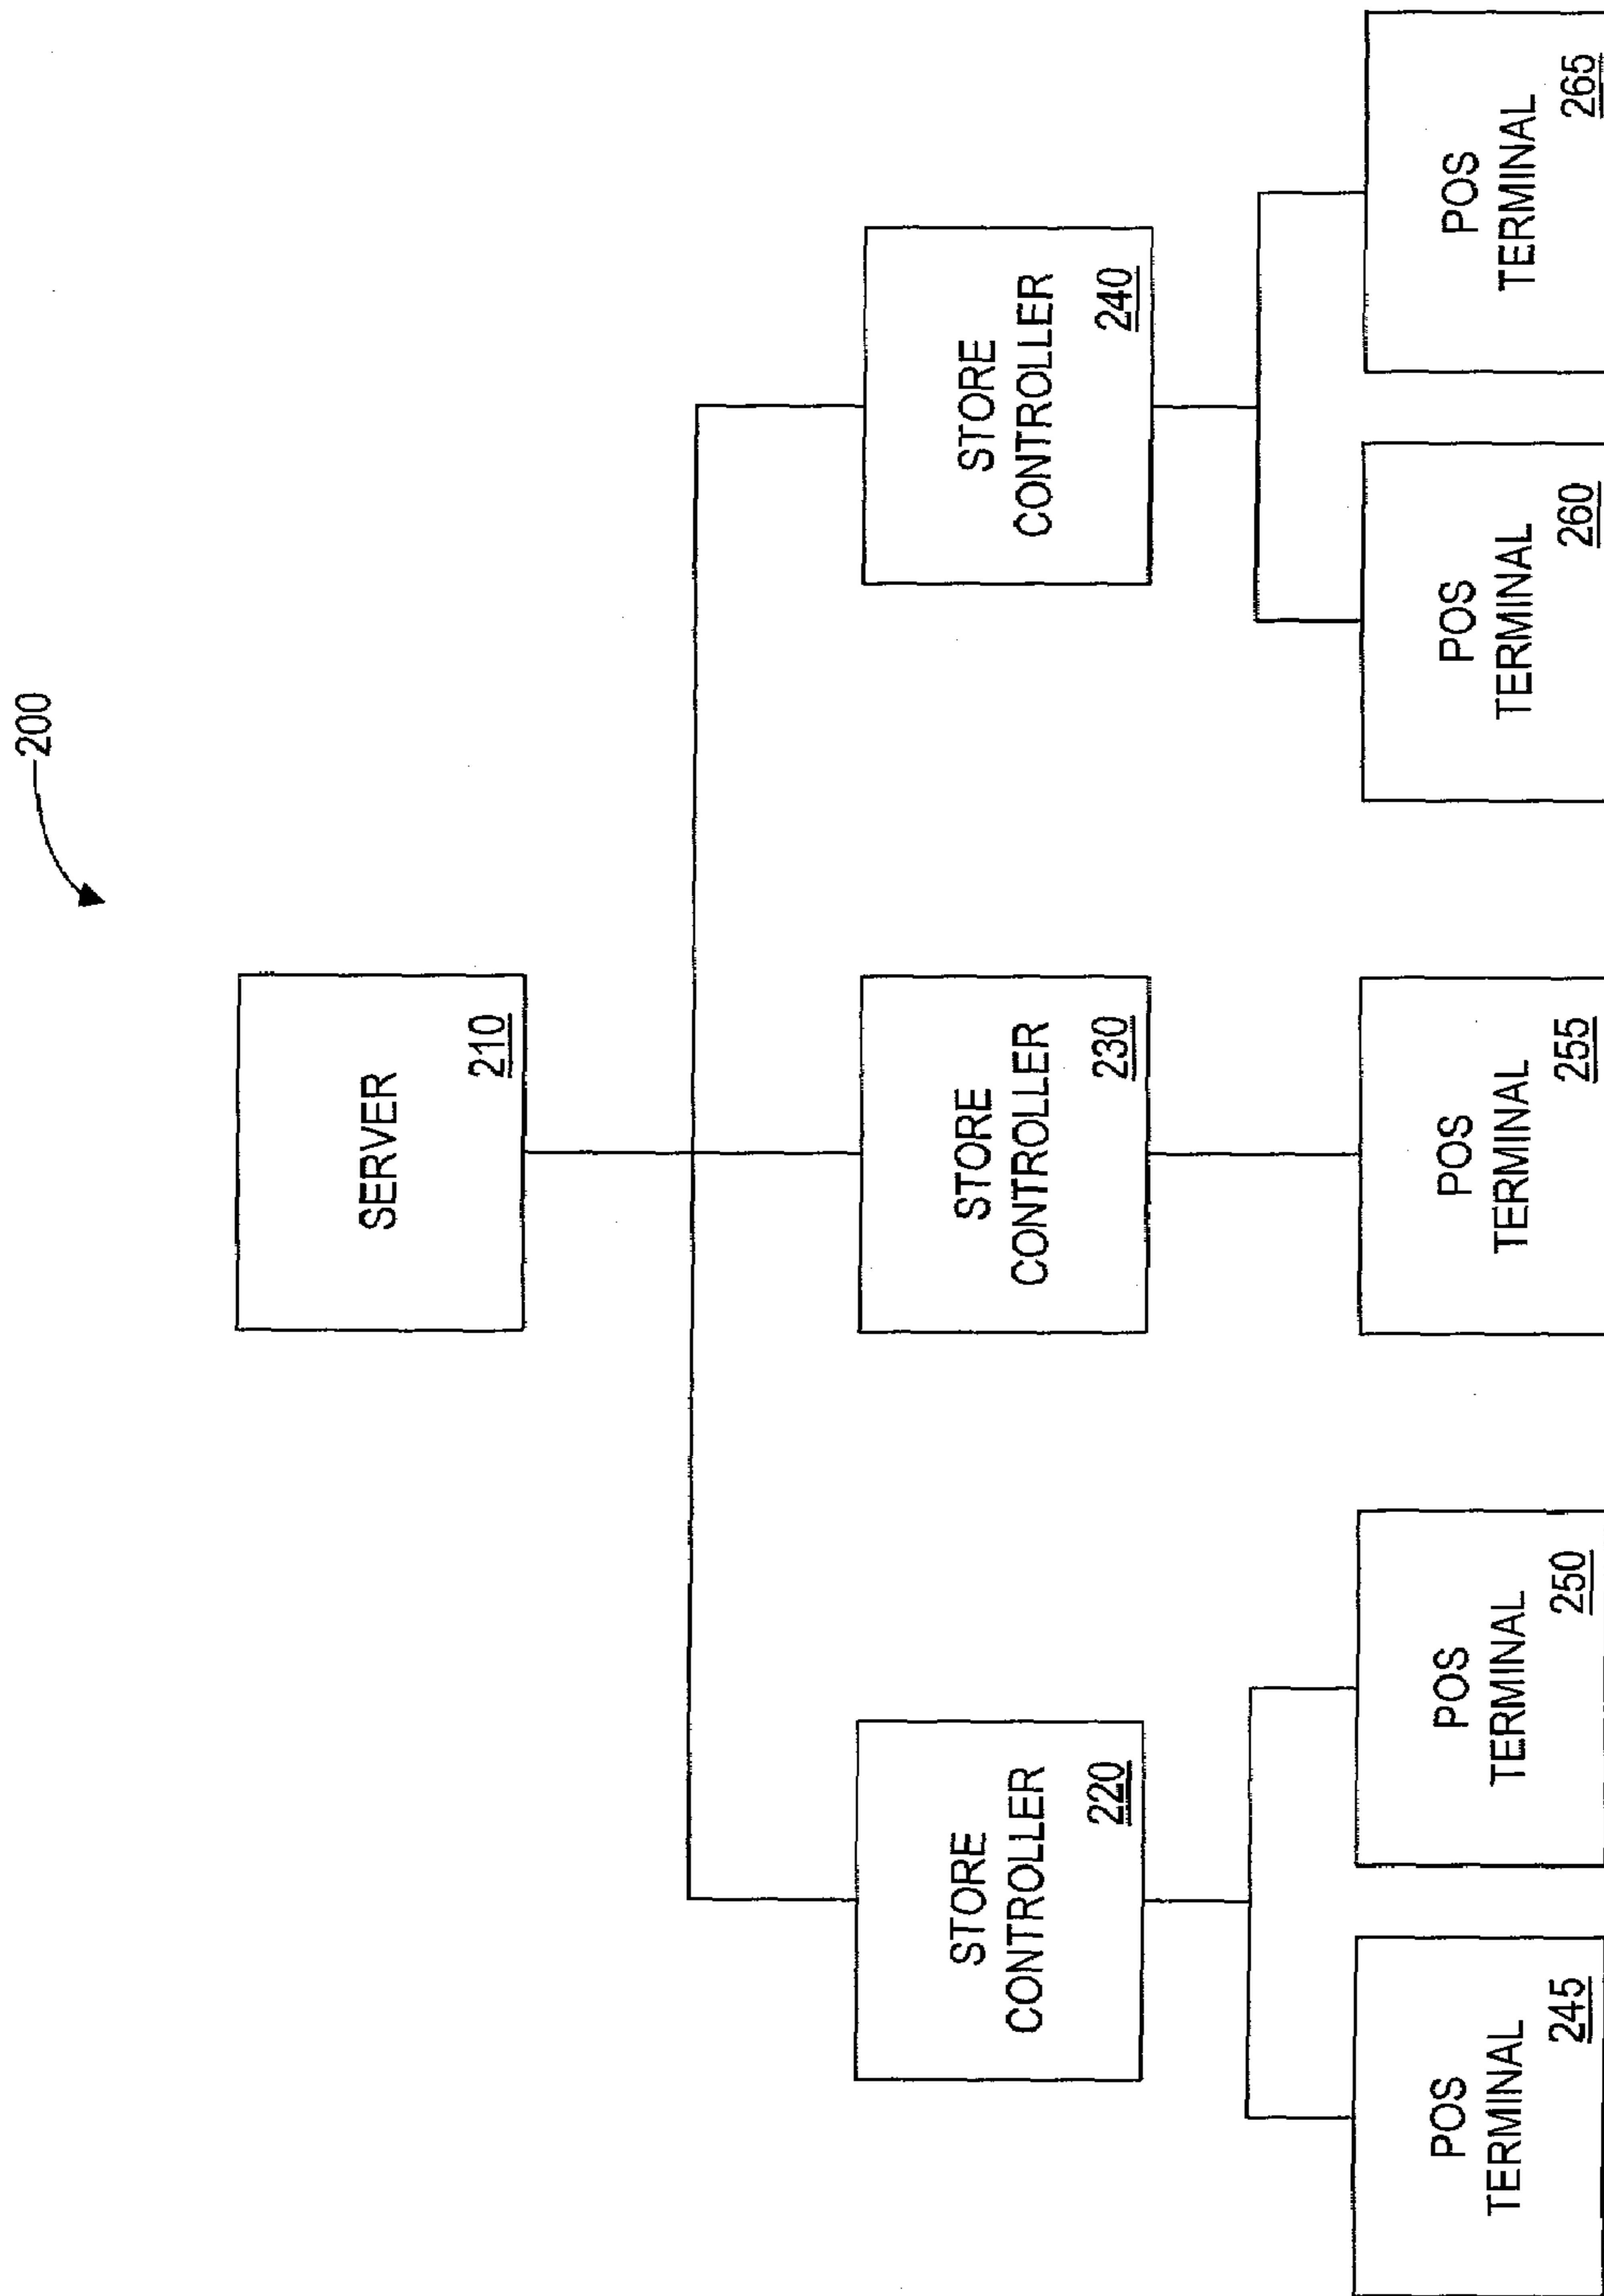 200
SERVER
210
STORE
CONTROLLER
220
STORE
CONTROLLER
230
STORE
CONTROLLER
240
POS
TERMINAL
245
POS
TERMINAL
250
POS
TERMINAL
255
POS
TERMINAL
260
POS
TERMINAL
265